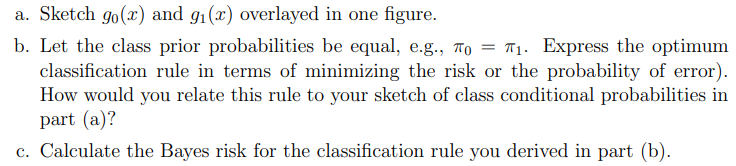 a. Sketch g₀(x) and g₁(x) overlayed in one figure.
b. Let the class prior probabilities be equal, e.g., π₀ = π₁. Express the optimum
classification rule in terms of minimizing the risk or the probability of error).
How would you relate this rule to your sketch of class conditional probabilities in
part (a)?
c. Calculate the Bayes risk for the classification rule you derived in part (b).